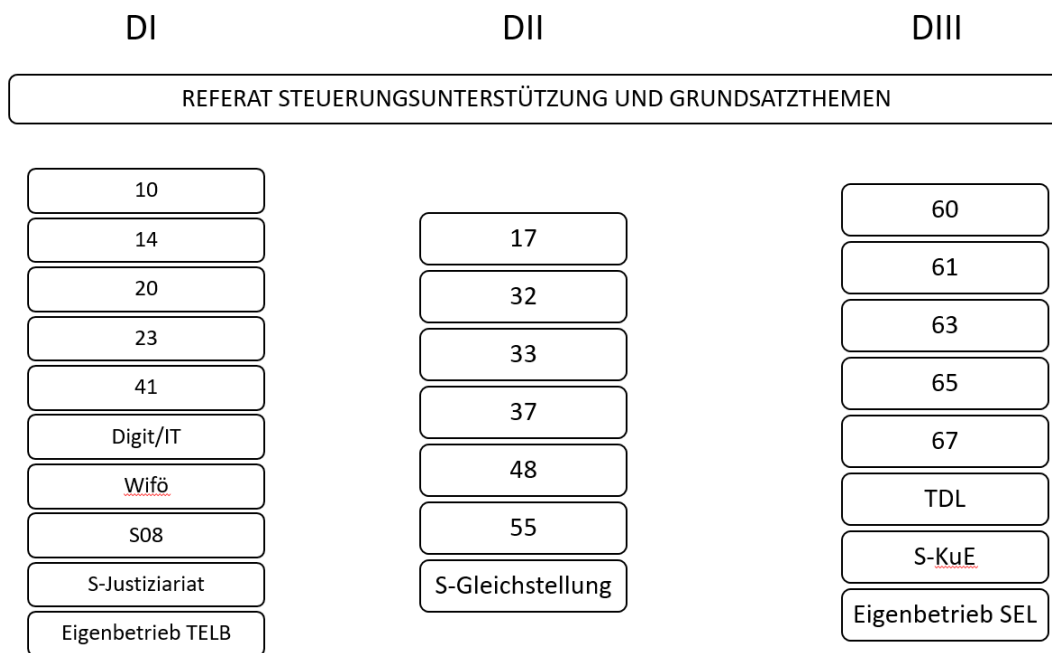 DI
DII
DIII
REFERAT STEUERUNGSUNTERSTÜTZUNG UND GRUNDSATZTHEMEN
10
14
20
23
41
Digit/IT
Wifö
S08
S-Justiziariat
Eigenbetrieb TELB
17
32
33
37
48
55
S-Gleichstellung
60
61
63
65
67
TDL
S-KuE
Eigenbetrieb SEL